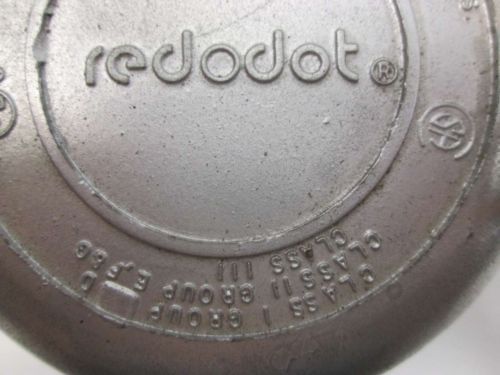 redodot®
CLASS I GROUP D
CLASS II GROUP E,F&G
CLASS III